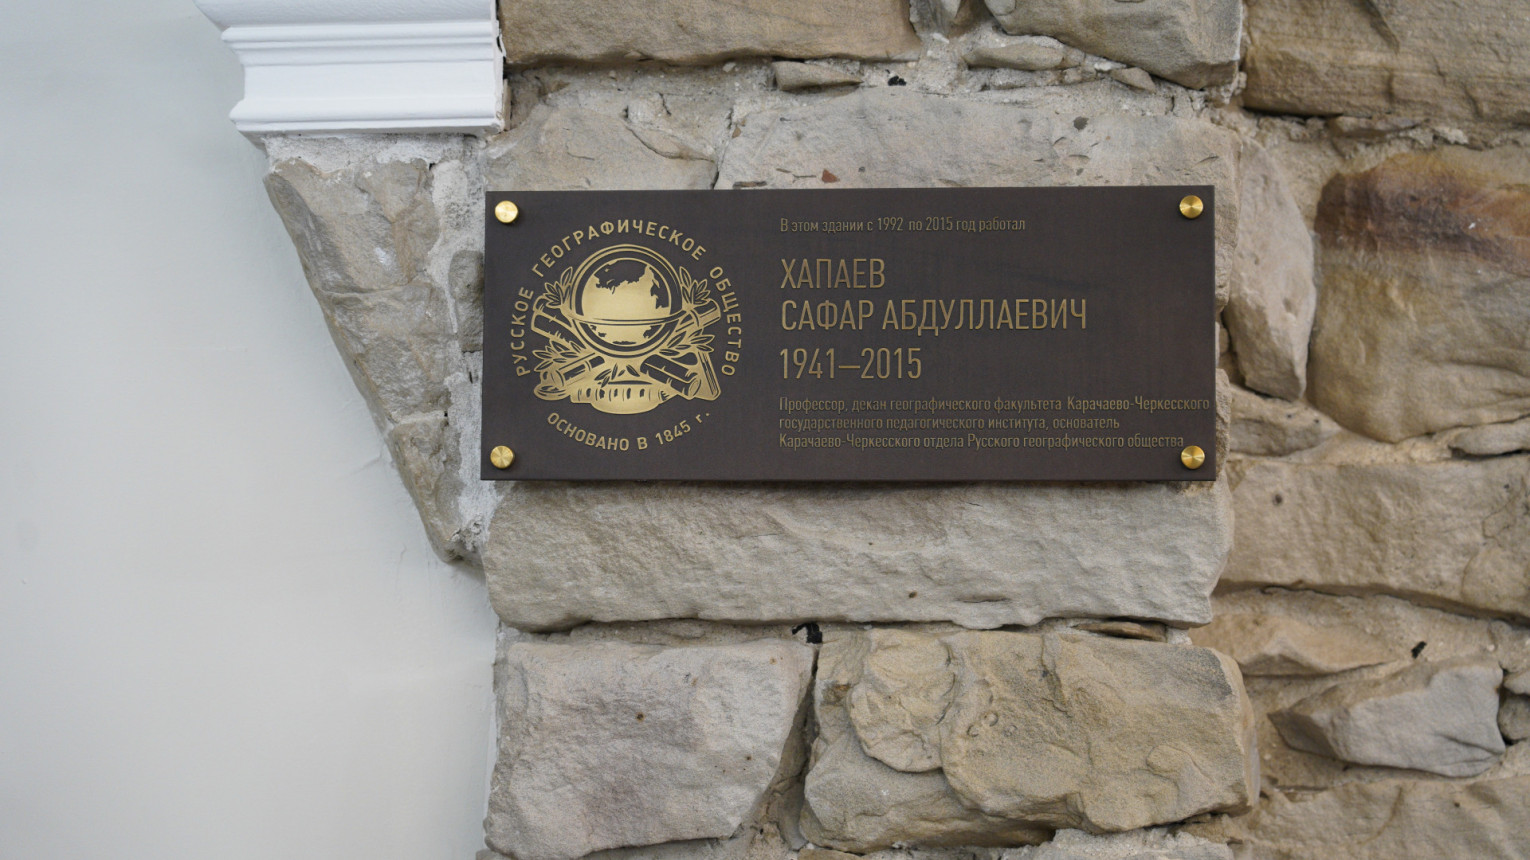 РУССКОЕ ГЕОГРАФИЧЕСКОЕ ОБЩЕСТВО
ОСНОВАНО В 1845 г.
В этом здании с 1992 по 2015 год работал
ХАПАЕВ
САФАР АБДУЛЛАЕВИЧ
1941–2015
Профессор, декан географического факультета Карачаево-Черкесского
государственного педагогического института, основатель
Карачаево-Черкесского отдела Русского географического общества